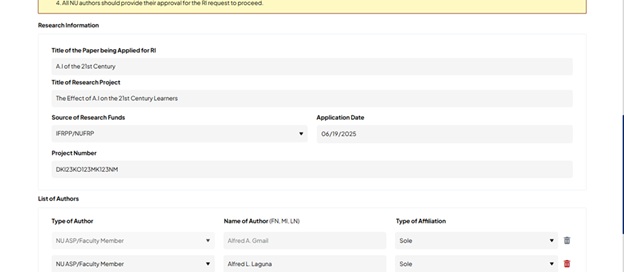 4. All NU authors should provide their approval for the RI request to proceed.
Research Information
Title of the Paper being Applied for RI
A.I of the 21st Century
Title of Research Project
The Effect of A.I on the 21st Century Learners
Source of Research Funds Application Date
IFRPP/NUFRP 06/19/2025
Project Number
DKI23KO123MK123NM
List of Authors
Type of Author Name of Author (FN, MI, LN) Type of Affiliation
NU ASP/Faculty Member Alfred A. Gmail Sole
NU ASP/Faculty Member Alfred L. Laguna Sole